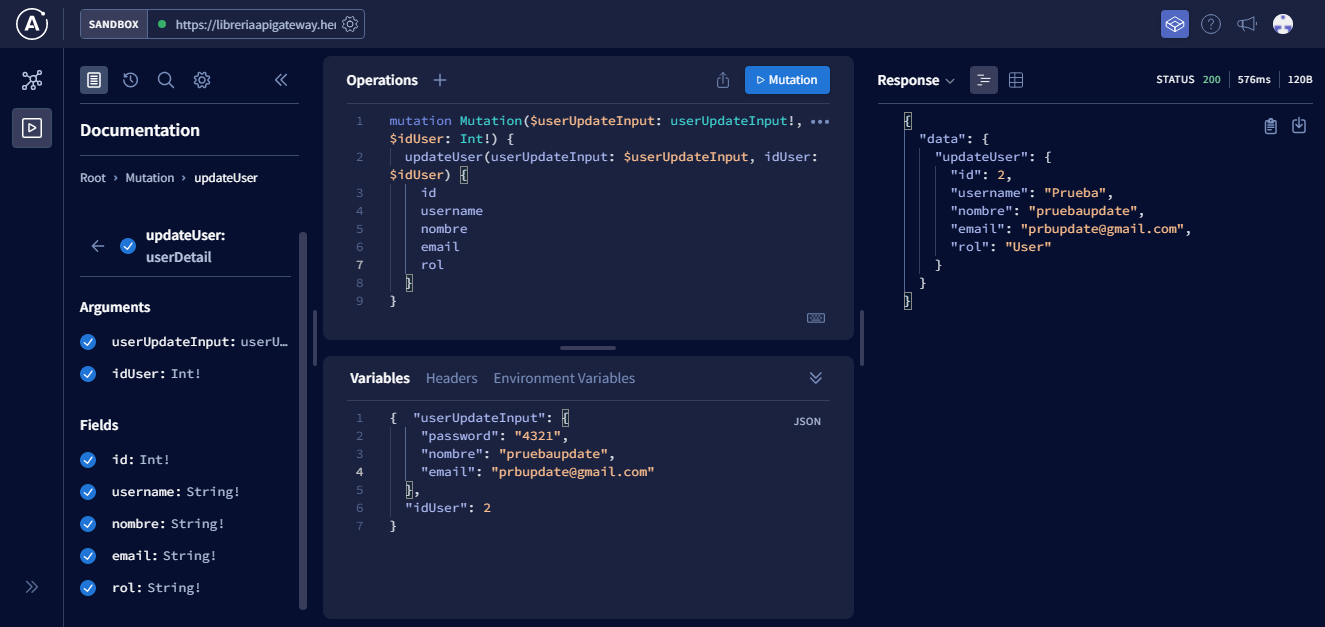 SANDBOX https://libreriaapigateway.her
Documentation
Root › Mutation › updateUser
updateUser:
userDetail
Arguments
userUpdateInput: userU…
idUser: Int!
Fields
id: Int!
username: String!
nombre: String!
email: String!
rol: String!
Operations
Mutation
1 mutation Mutation($userUpdateInput: userUpdateInput!,
$idUser: Int!) {
2 updateUser(userUpdateInput: $userUpdateInput, idUser:
$idUser) {
3 id
4 username
5 nombre
6 email
7 rol
8 }
9 }
Variables Headers Environment Variables
JSON
1 { "userUpdateInput": {
2 "password": "4321",
3 "nombre": "pruebaupdate",
4 "email": "prbupdate@gmail.com"
5 },
6 "idUser": 2
7 }
Response STATUS 200 576ms 120B
{
"data": {
"updateUser": {
"id": 2,
"username": "Prueba",
"nombre": "pruebaupdate",
"email": "prbupdate@gmail.com",
"rol": "User"
}
}
}